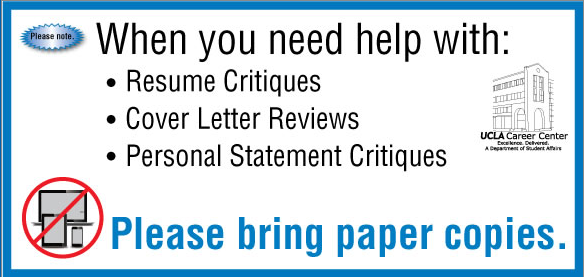 Please note.
When you need help with:
• Resume Critiques
• Cover Letter Reviews
• Personal Statement Critiques
UCLA Career Center
Excellence. Delivered.
A Department of Student Affairs
Please bring paper copies.